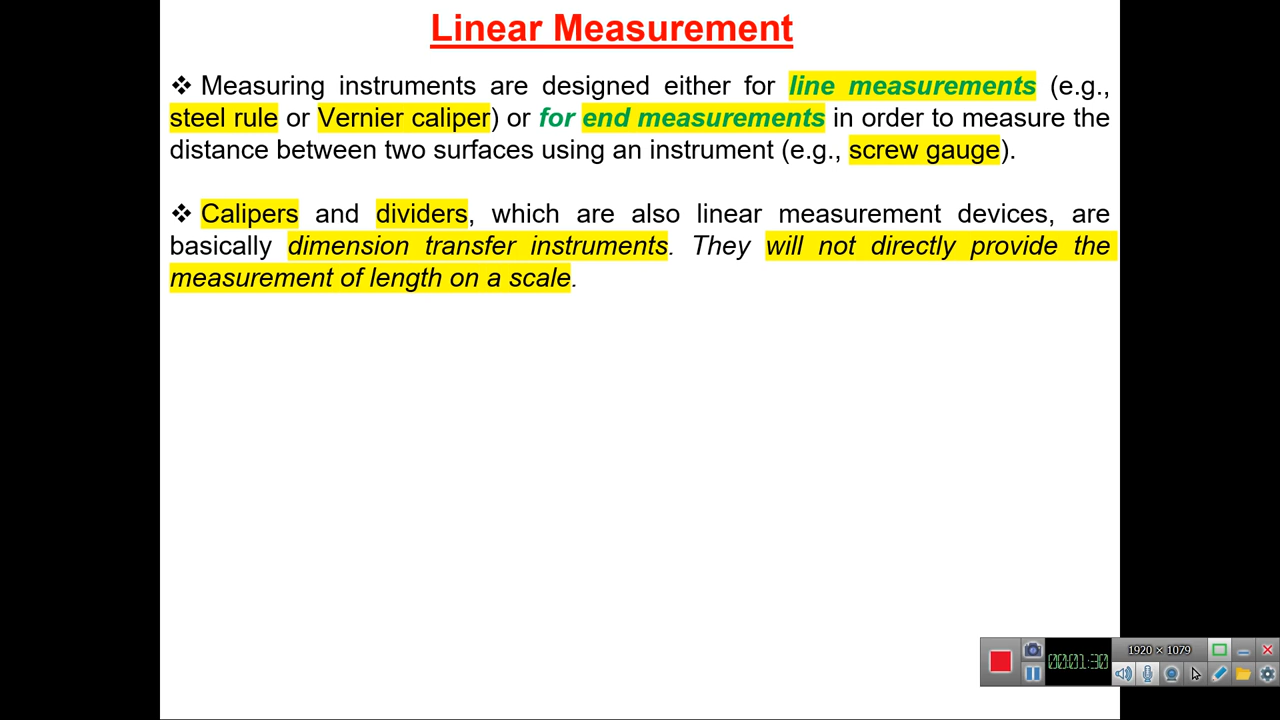 Linear Measurement
❖ Measuring instruments are designed either for line measurements (e.g.,
steel rule or Vernier caliper) or for end measurements in order to measure the
distance between two surfaces using an instrument (e.g., screw gauge).
❖ Calipers and dividers, which are also linear measurement devices, are
basically dimension transfer instruments. They will not directly provide the
measurement of length on a scale.
1920 × 1079
00:01:30